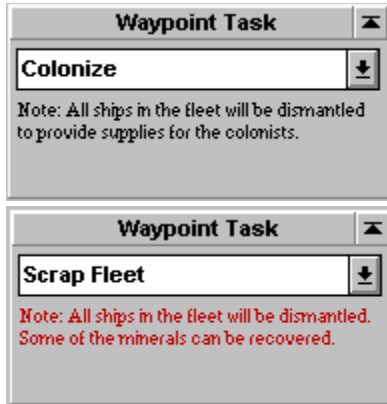 Waypoint Task
Colonize
Note: All ships in the fleet will be dismantled
to provide supplies for the colonists.
Waypoint Task
Scrap Fleet
Note: All ships in the fleet will be dismantled.
Some of the minerals can be recovered.